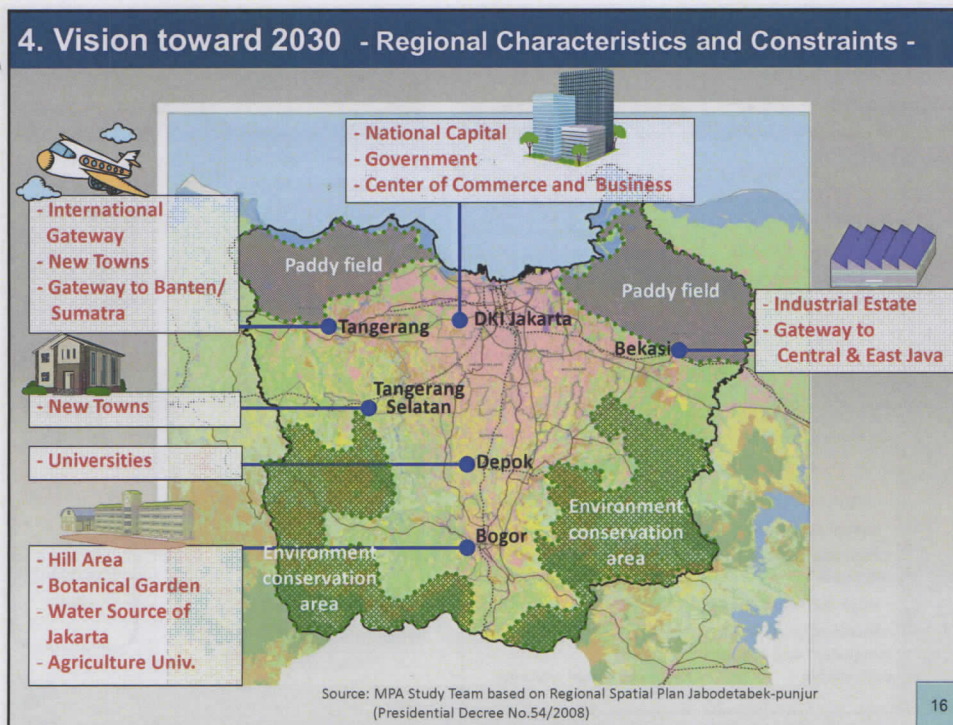 4. Vision toward 2030 - Regional Characteristics and Constraints -
- National Capital
- Government
- Center of Commerce and Business
- International
Gateway
- New Towns
- Gateway to Banten/
Sumatra
Paddy field
Paddy field
- Industrial Estate
- Gateway to
Central & East Java
Tangerang
DKI Jakarta
Bekasi
- New Towns
Tangerang
Selatan
- Universities
Depok
Environment
conservation
area
Bogor
Environment
conservation
area
- Hill Area
- Botanical Garden
- Water Source of
Jakarta
- Agriculture Univ.
Source: MPA Study Team based on Regional Spatial Plan Jabodetabek-punjur
(Presidential Decree No.54/2008)
16